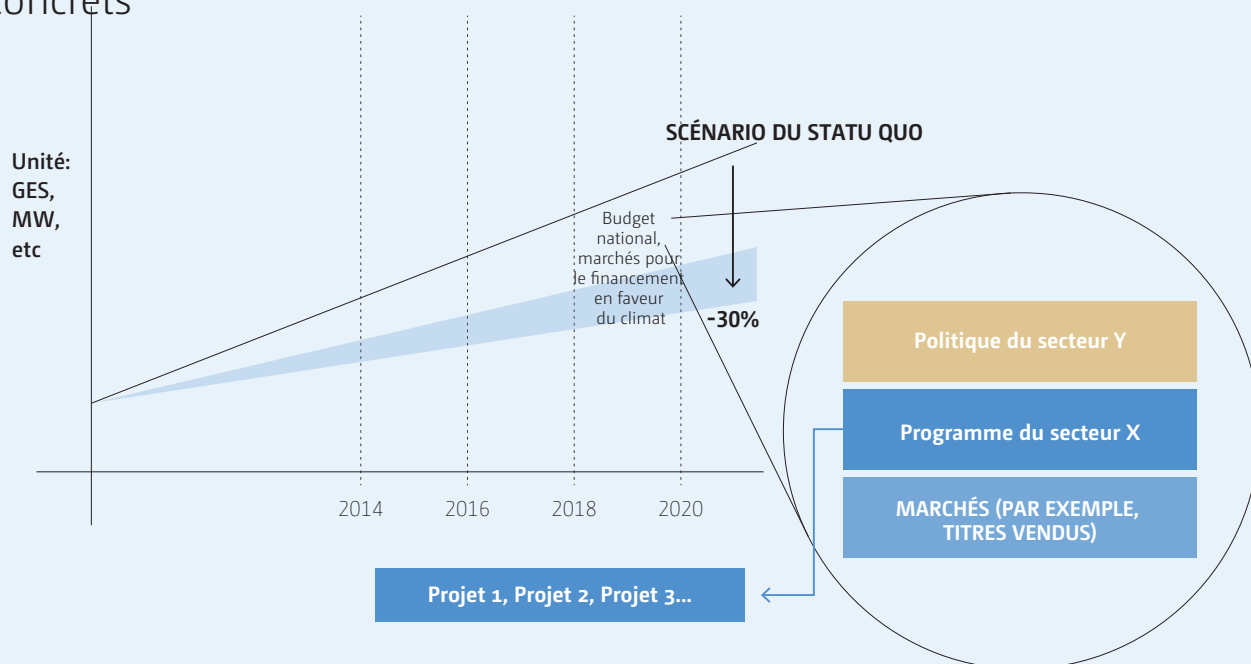 concrets
SCÉNARIO DU STATU QUO
Unité:
GES,
MW,
etc
Budget
national,
marchés pour
le financement
en faveur
du climat
-30%
Politique du secteur Y
Programme du secteur X
MARCHÉS (PAR EXEMPLE,
TITRES VENDUS)
2014 2016 2018 2020
Projet 1, Projet 2, Projet 3...